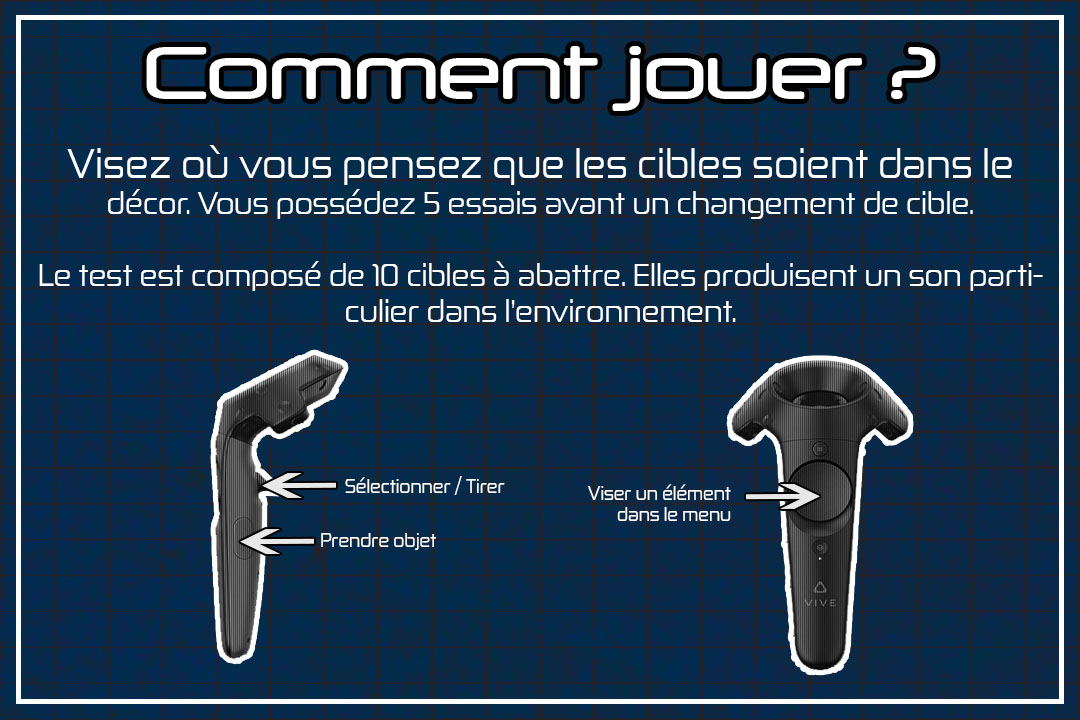 Comment jouer ?
Visez où vous pensez que les cibles soient dans le
décor. Vous possédez 5 essais avant un changement de cible.
Le test est composé de 10 cibles à abattre. Elles produisent un son parti-
culier dans l'environnement.
Sélectionner / Tirer
Prendre objet
Viser un élément
dans le menu
VIVE